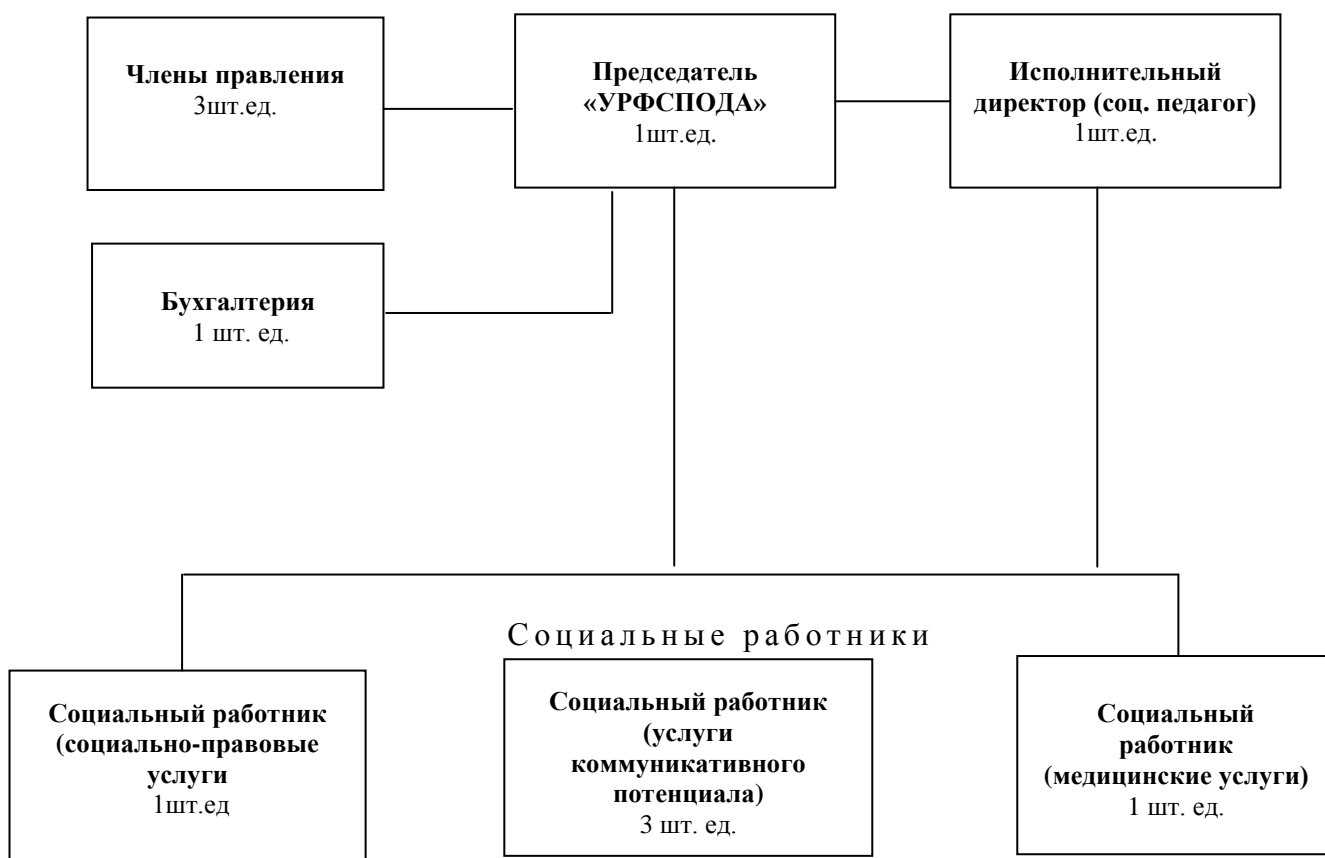 Члены правления
3шт.ед.
Председатель
«УРФСПОДА»
1шт.ед.
Исполнительный
директор (соц. педагог)
1шт.ед.
Бухгалтерия
1 шт. ед.
Социальные работники
Социальный работник
(социально-правовые
услуги
1шт.ед
Социальный работник
(услуги
коммуникативного
потенциала)
3 шт. ед.
Социальный
работник
(медицинские услуги)
1 шт. ед.